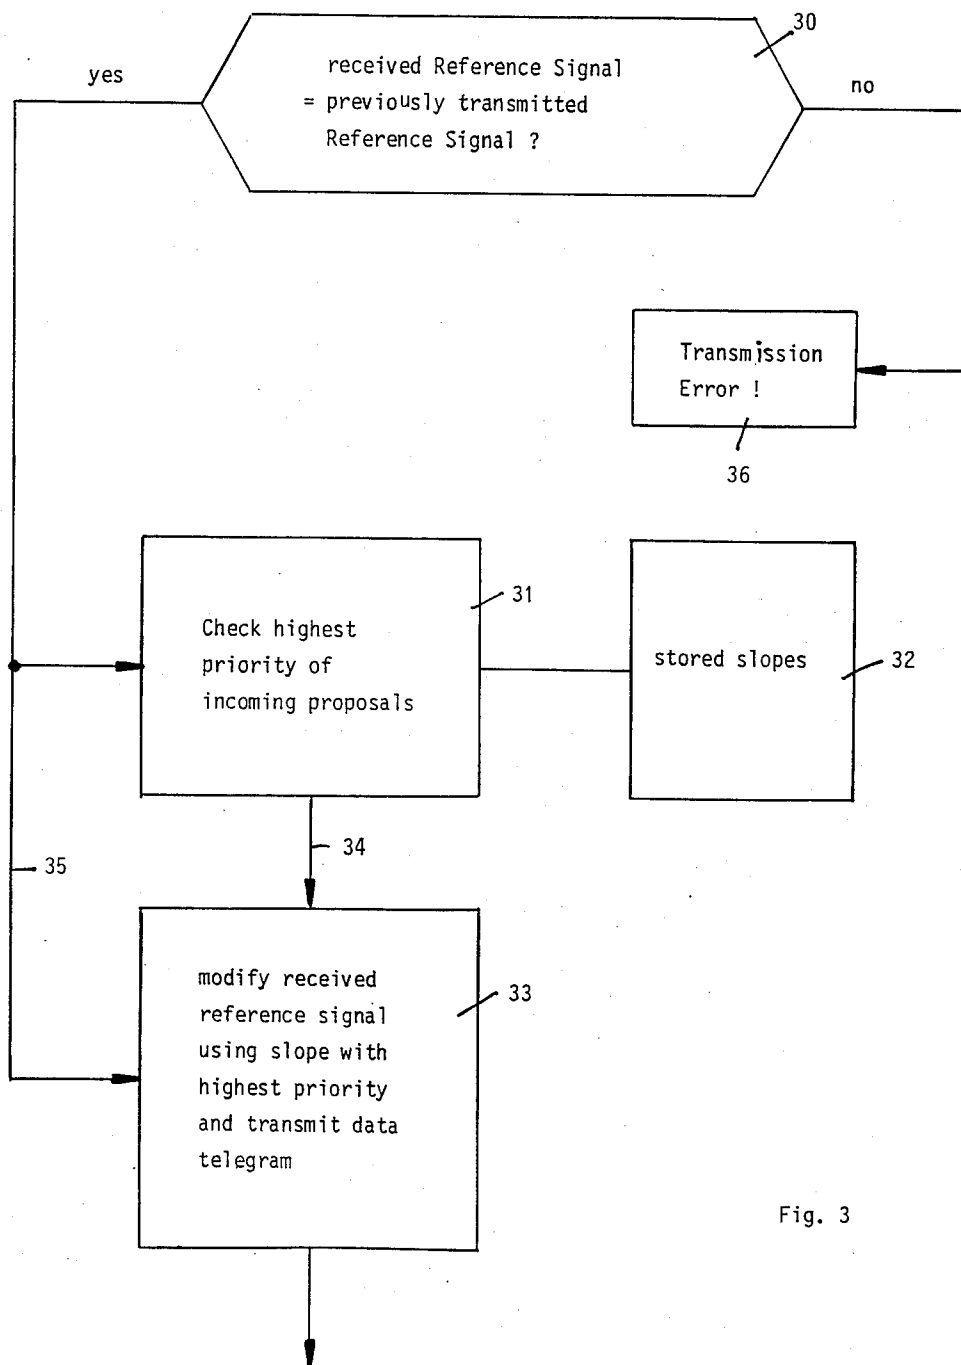 30
yes
received Reference Signal
no
= previously transmitted
Reference Signal ?
Transmission
Error !
36
31
Check highest
priority of
incoming proposals
stored slopes
32
34
35
modify received
reference signal
using slope with
highest priority
and transmit data
telegram
33
Fig. 3